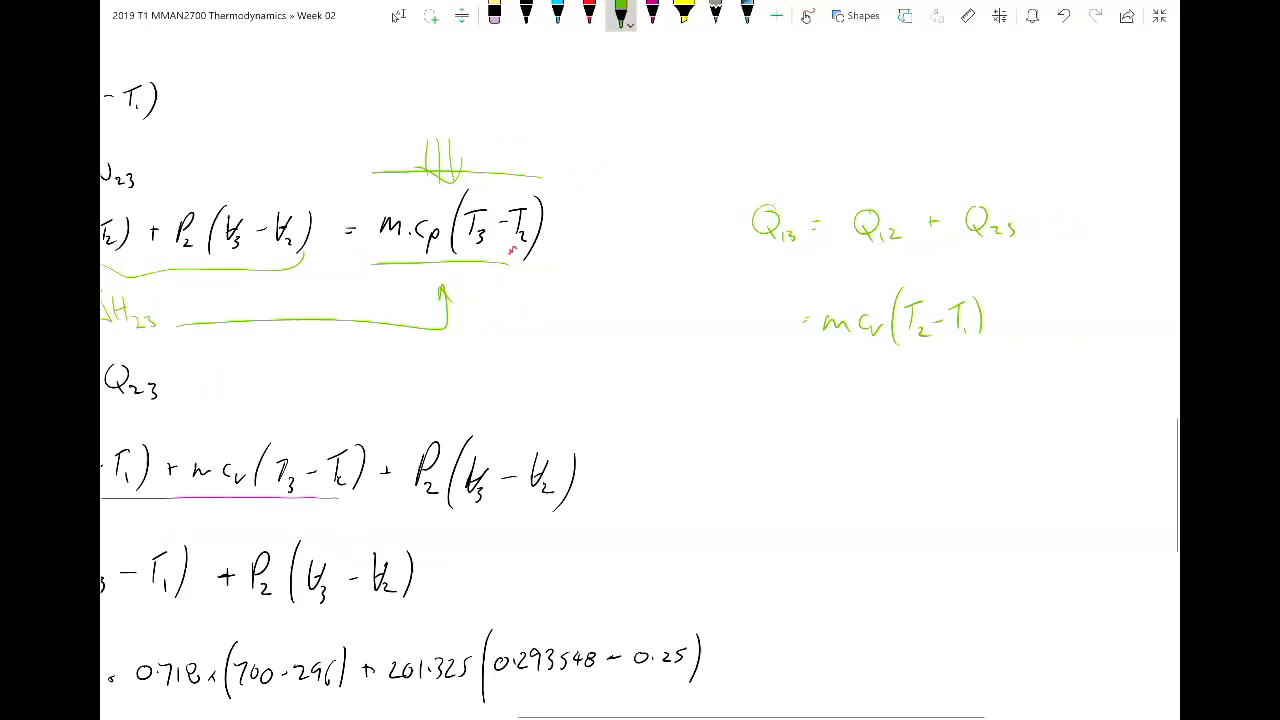 2019 T1 MMAN2700 Thermodynamics » Week 02
Shapes
- T₁)
23
T₂) + P₂ (V₃ - V₂) = m.cp (T₃ - T₂)
Q₁₃ = Q₁₂ + Q₂₃
ΔH₂₃
= m cv (T₂ - T₁)
Q₂₃
- T₁) + m cv (T₃ - T₂) + P₂ (V₃ - V₂)
₃ - T₁) + P₂ (V₃ - V₂)
0.718 × (700 - 296) + 201.325 (0.293548 - 0.25)